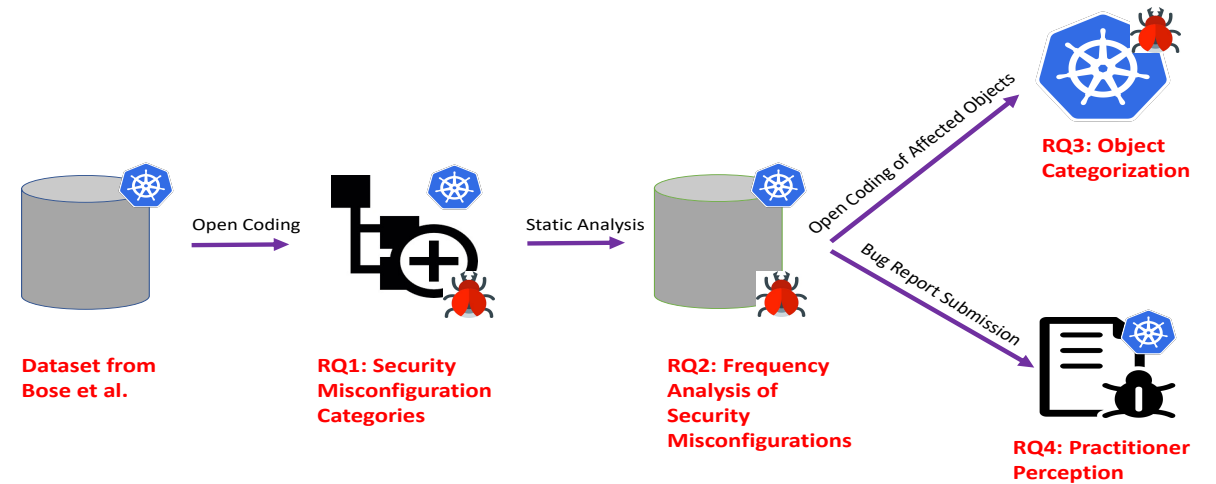 Dataset from
Bose et al.
Open Coding
RQ1: Security
Misconfiguration
Categories
Static Analysis
RQ2: Frequency
Analysis of
Security
Misconfigurations
Open Coding of Affected Objects
RQ3: Object
Categorization
Bug Report Submission
RQ4: Practitioner
Perception